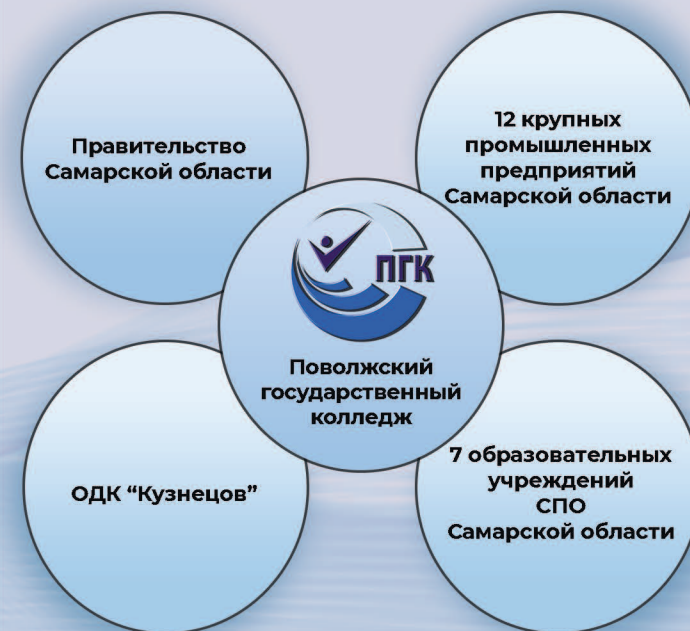 Правительство
Самарской области
12 крупных
промышленных
предприятий
Самарской области
ПГК
Поволжский
государственный
колледж
ОДК “Кузнецов”
7 образовательных
учреждений
СПО
Самарской области